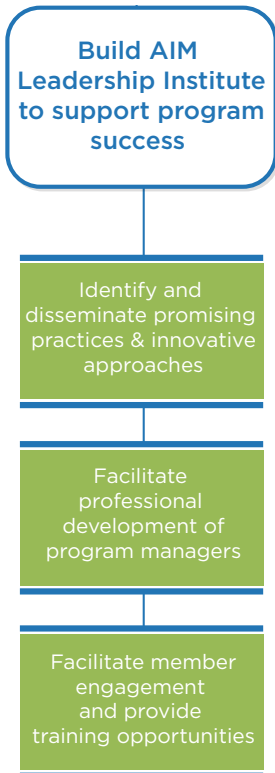 Build AIM
Leadership Institute
to support program
success
Identify and
disseminate promising
practices & innovative
approaches
Facilitate
professional
development of
program managers
Facilitate member
engagement
and provide
training opportunities